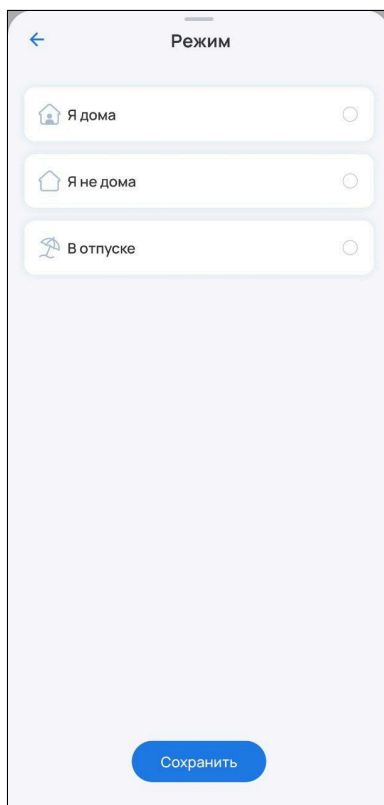 Режим
Я дома
Я не дома
В отпуске
Сохранить